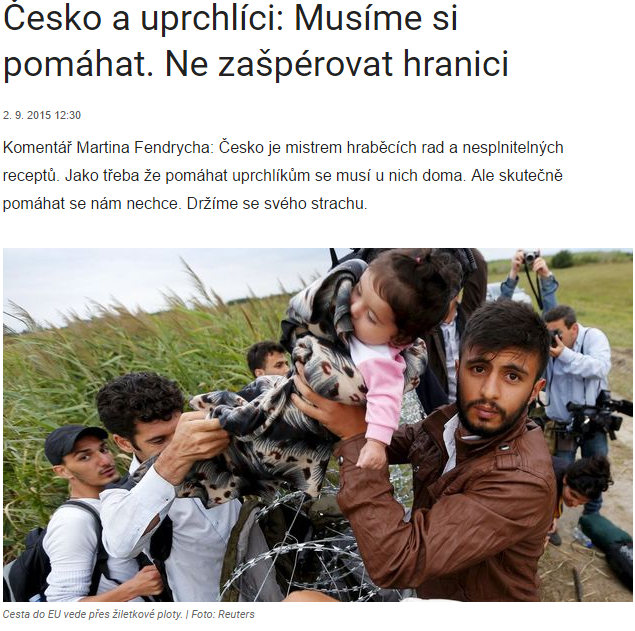 Česko a uprchlíci: Musíme si
pomáhat. Ne zašpérovat hranici
2. 9. 2015 12:30
Komentář Martina Fendrycha: Česko je mistrem hraběcích rad a nesplnitelných
receptů. Jako třeba že pomáhat uprchlíkům se musí u nich doma. Ale skutečně
pomáhat se nám nechce. Držíme se svého strachu.
Cesta do EU vede přes žiletkové ploty. | Foto: Reuters